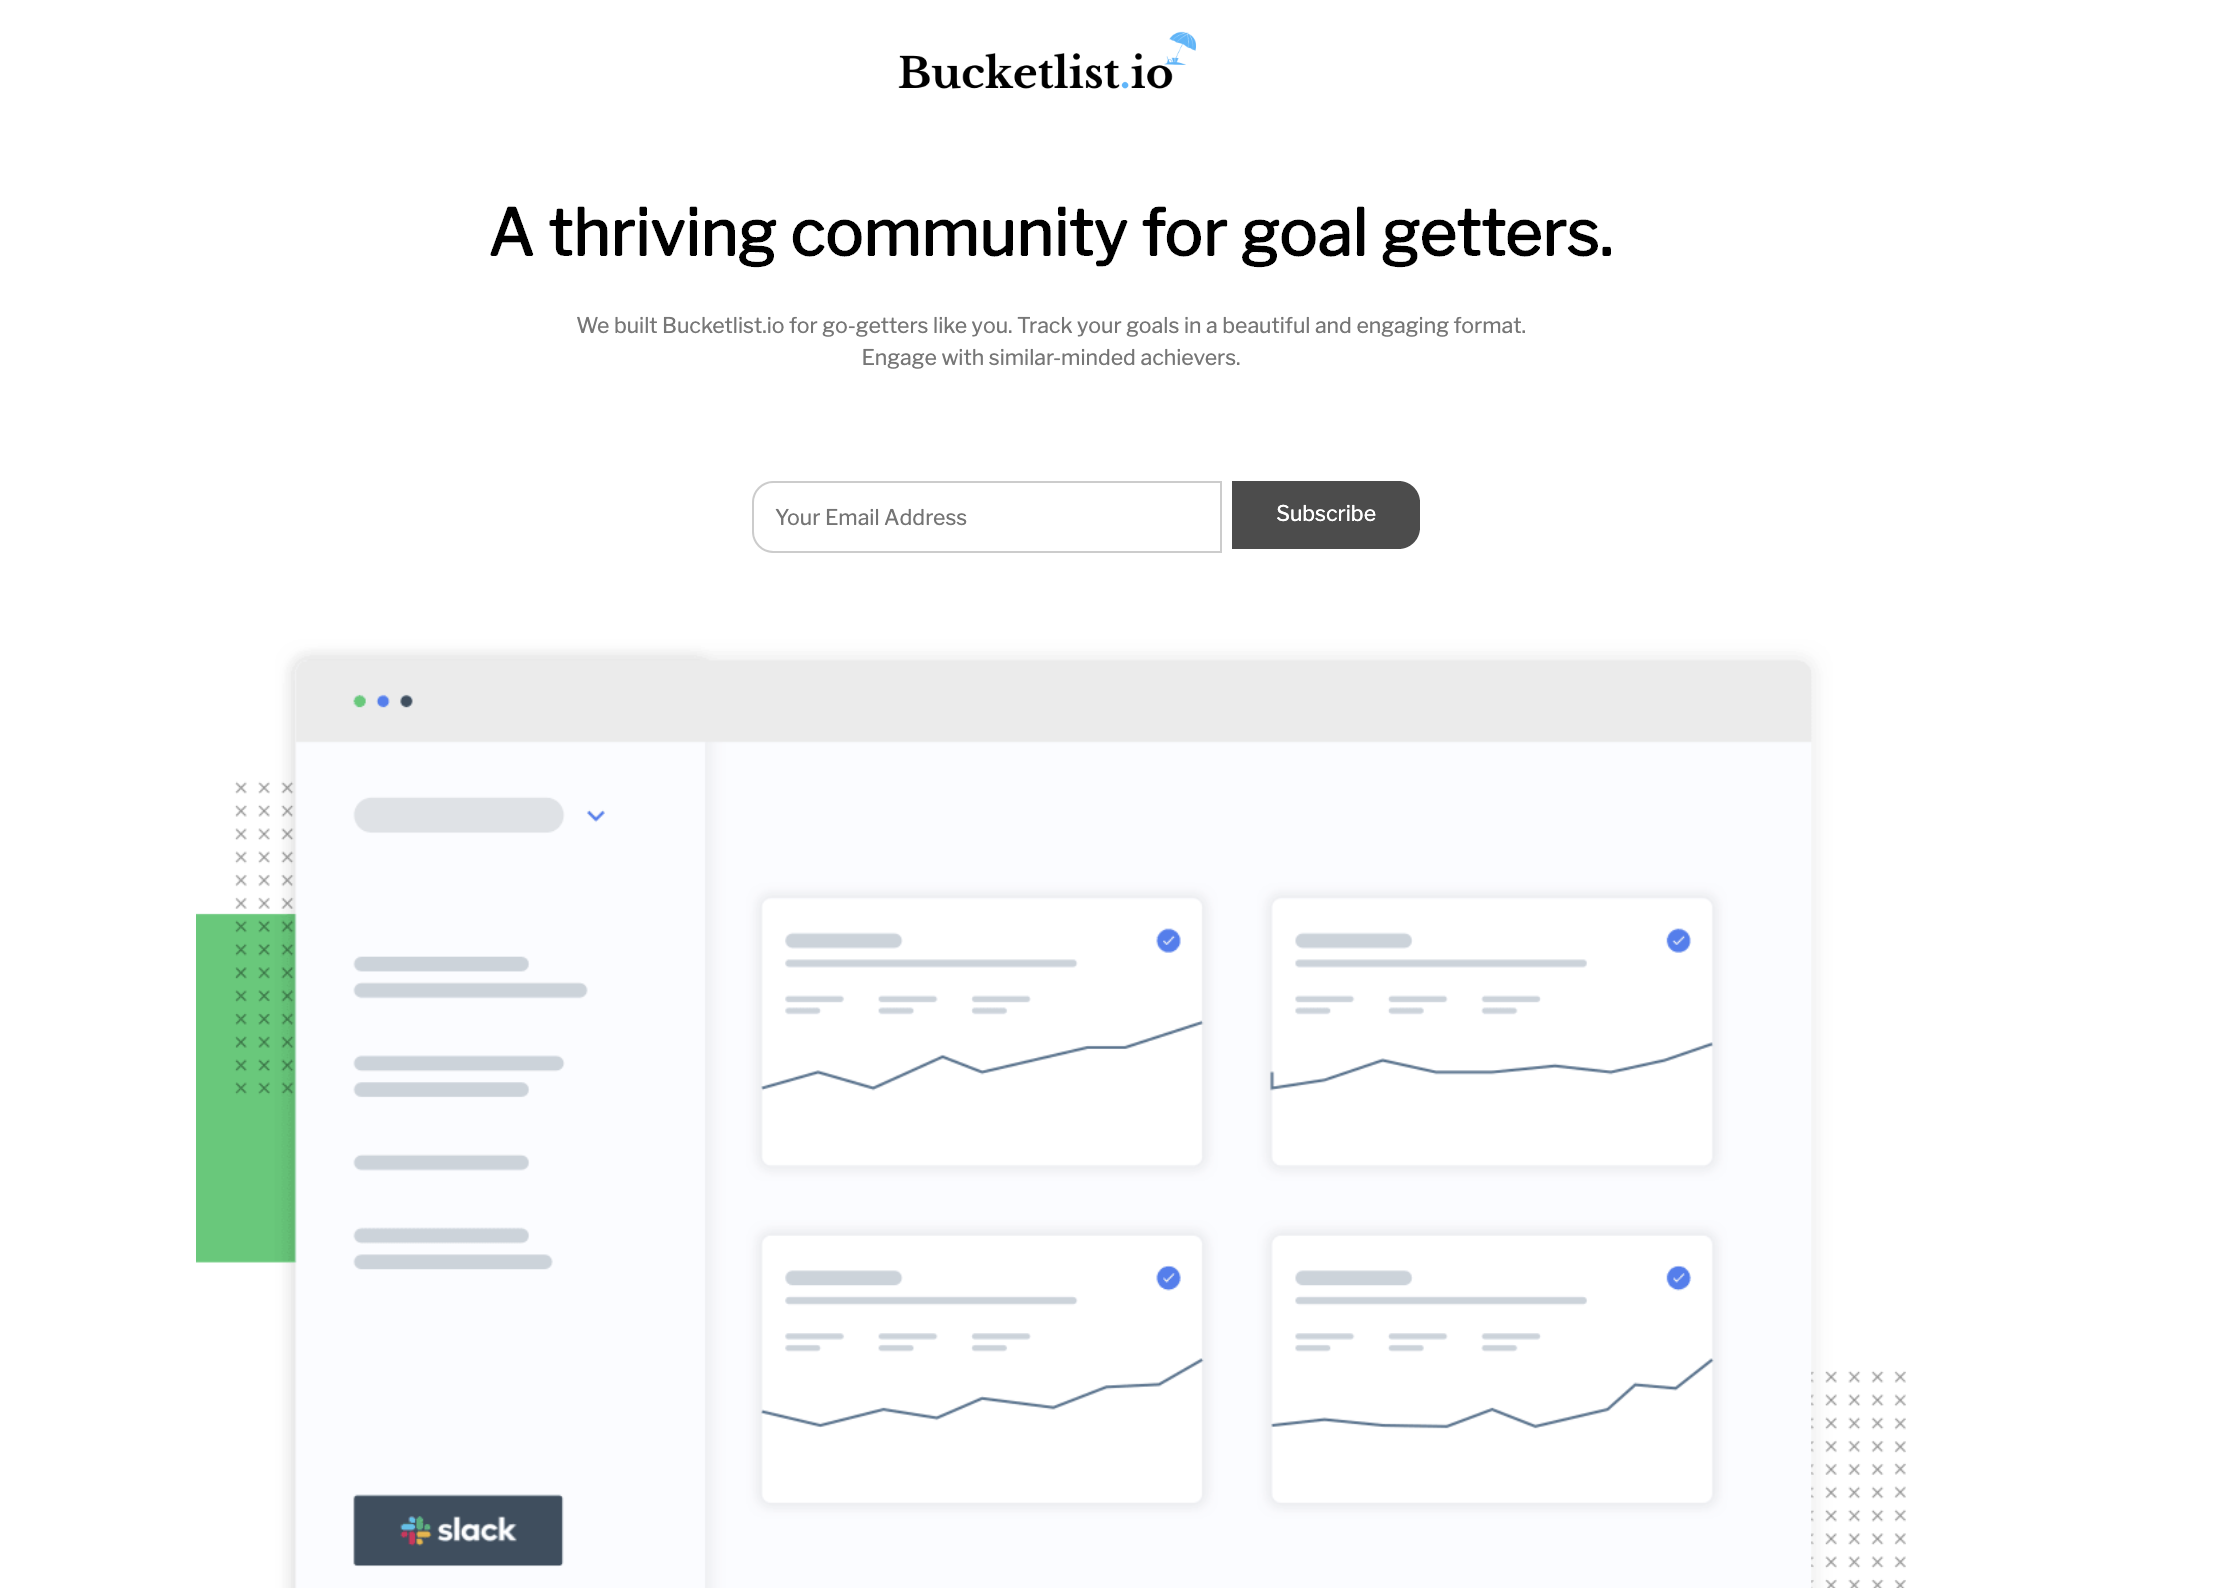 Bucketlist.io
A thriving community for goal getters.
We built Bucketlist.io for go-getters like you. Track your goals in a beautiful and engaging format.
Engage with similar-minded achievers.
Your Email Address
Subscribe
slack